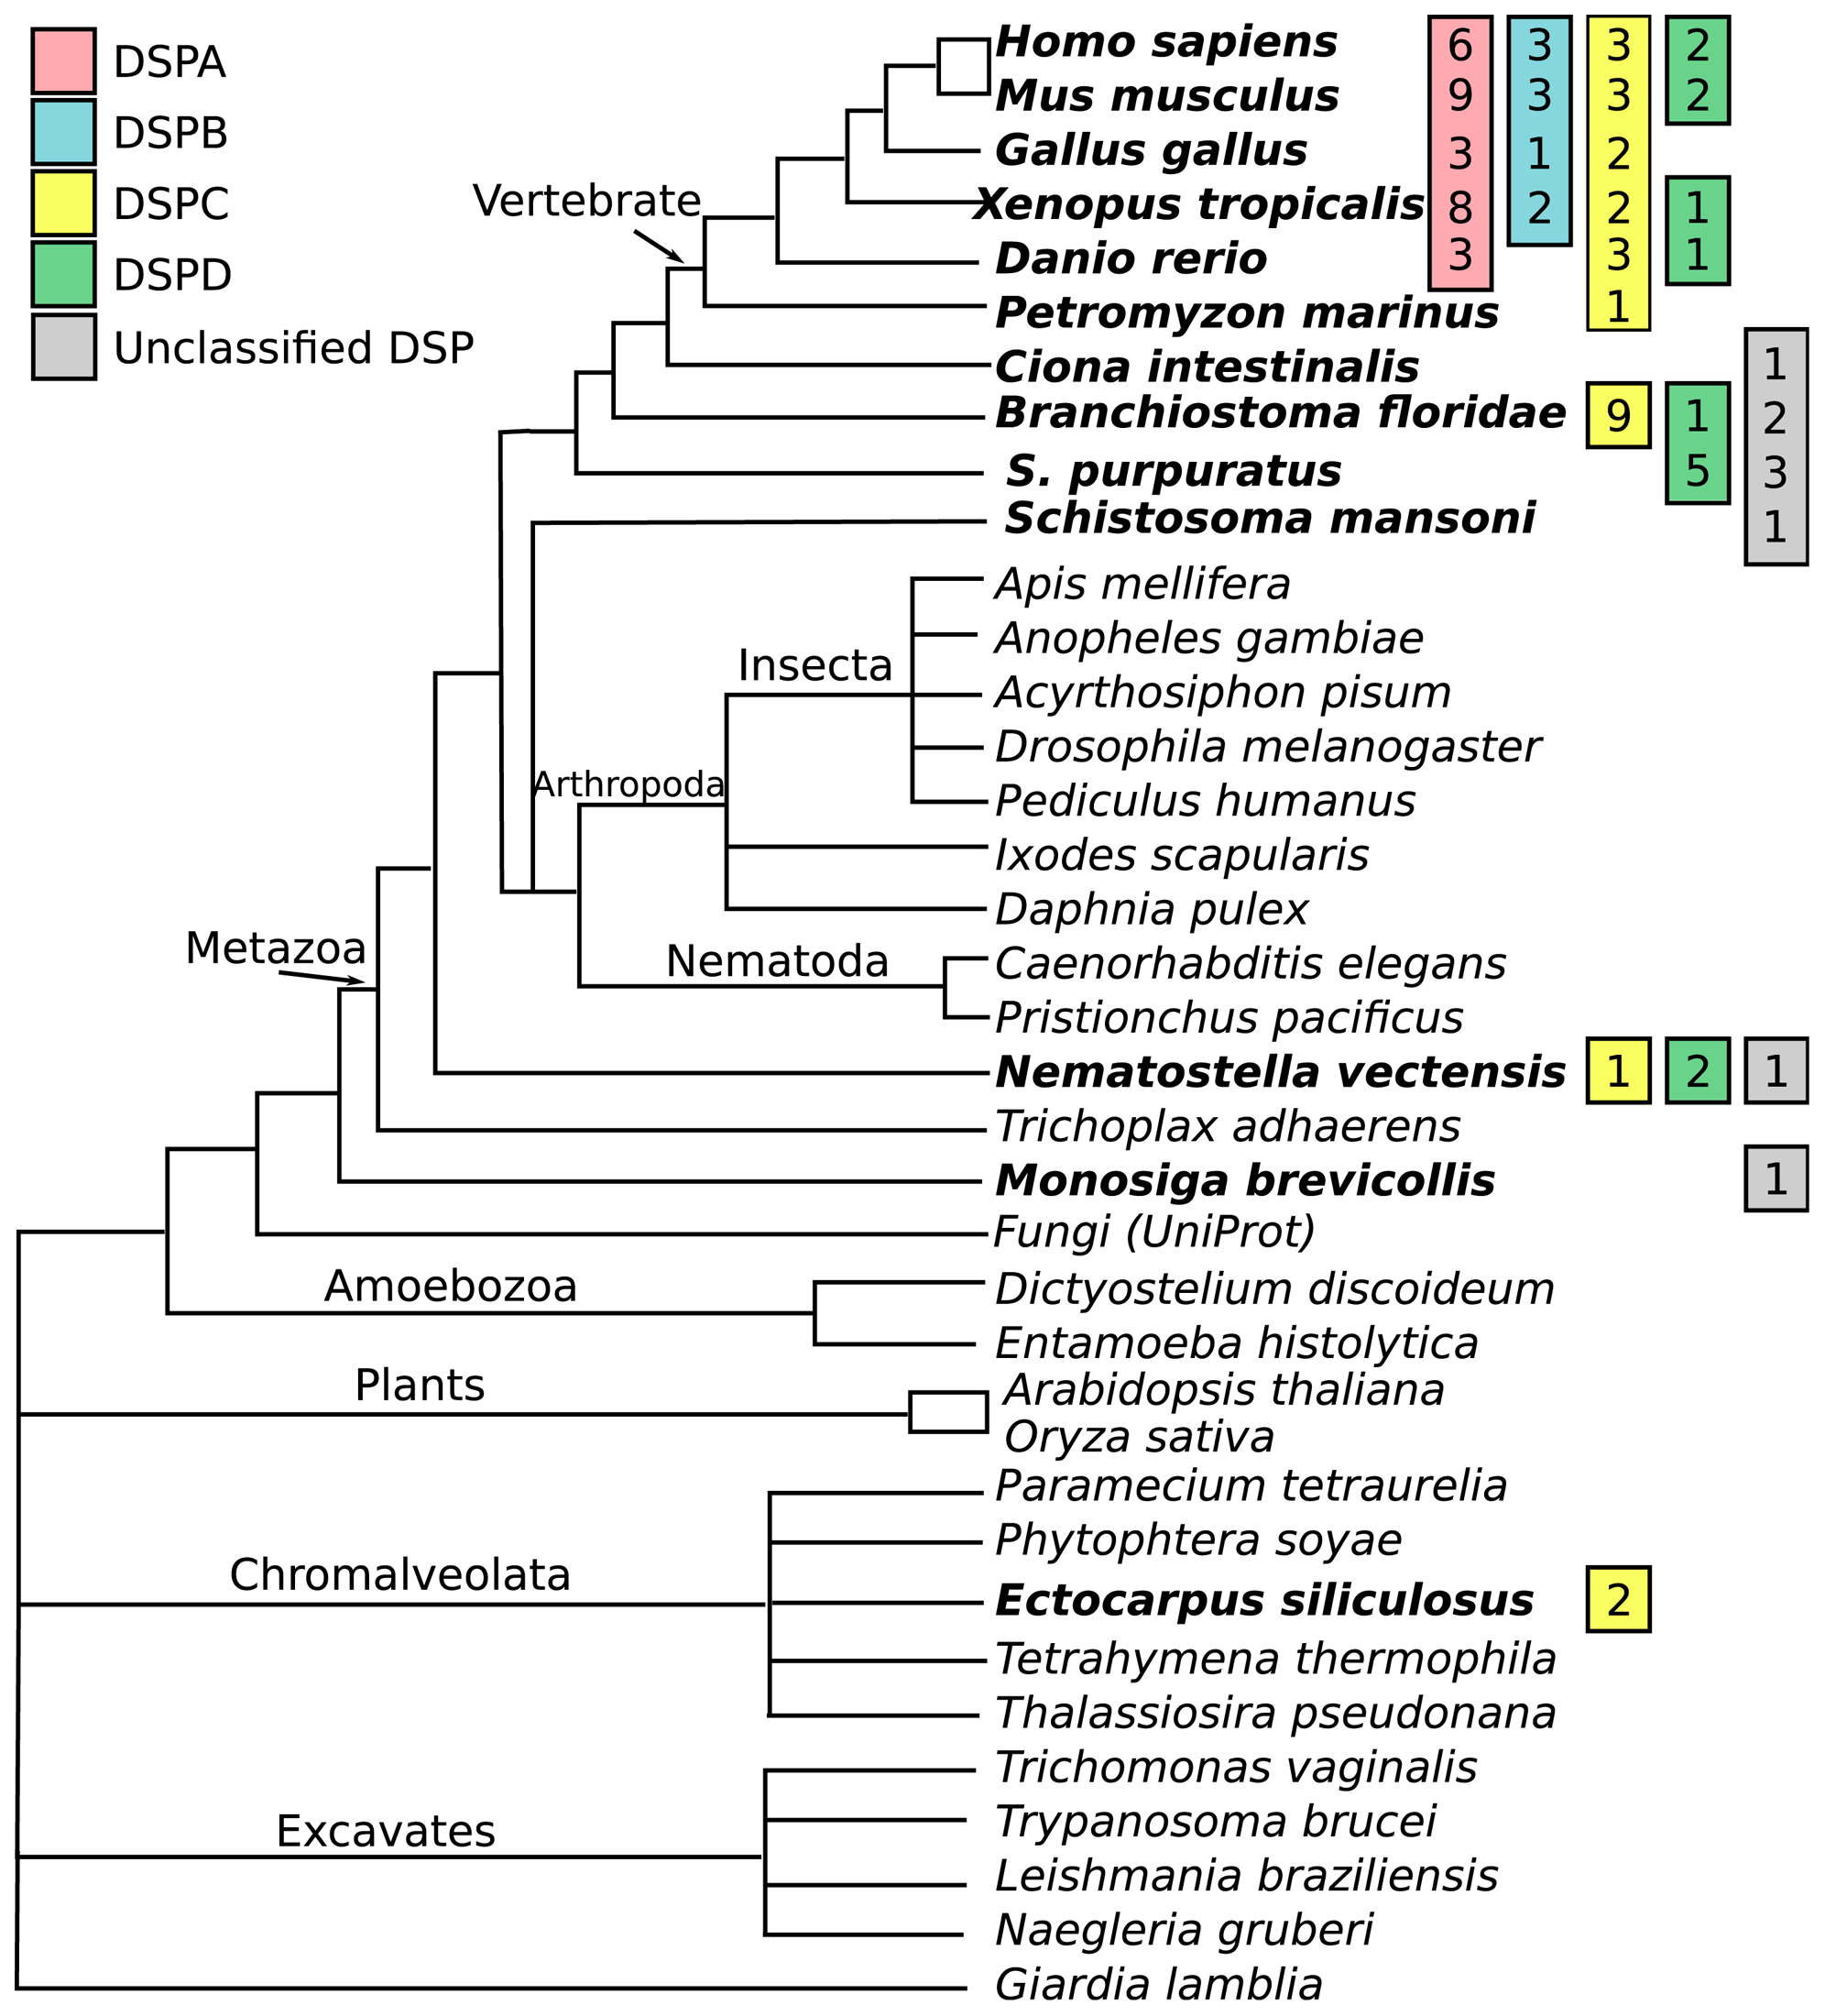 DSPA
DSPB
DSPC
DSPD
Unclassified DSP
Homo sapiens 6 3 3 2
Mus musculus 9 3 3 2
Gallus gallus 3 1 2
Vertebrate
Xenopus tropicalis 8 2 2 1
Danio rerio 3 3 1
Petromyzon marinus 1
Ciona intestinalis 1
Branchiostoma floridae 9 1 2
S. purpuratus 5 3
Schistosoma mansoni 1
Apis mellifera
Anopheles gambiae
Insecta
Acyrthosiphon pisum
Drosophila melanogaster
Arthropoda
Pediculus humanus
Ixodes scapularis
Daphnia pulex
Metazoa
Nematoda
Caenorhabditis elegans
Pristionchus pacificus
Nematostella vectensis 1 2 1
Trichoplax adhaerens
Monosiga brevicollis 1
Fungi (UniProt)
Amoebozoa
Dictyostelium discoideum
Entamoeba histolytica
Plants
Arabidopsis thaliana
Oryza sativa
Paramecium tetraurelia
Phytophtera soyae
Chromalveolata
Ectocarpus siliculosus 2
Tetrahymena thermophila
Thalassiosira pseudonana
Trichomonas vaginalis
Trypanosoma brucei
Excavates
Leishmania braziliensis
Naegleria gruberi
Giardia lamblia